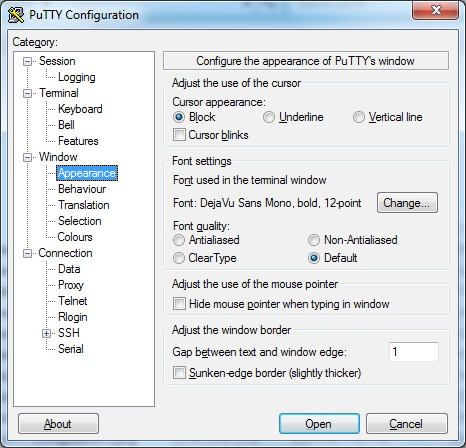 PuTTY Configuration
Category:
Session
Logging
Terminal
Keyboard
Bell
Features
Window
Appearance
Behaviour
Translation
Selection
Colours
Connection
Data
Proxy
Telnet
Rlogin
SSH
Serial
Configure the appearance of PuTTY's window
Adjust the use of the cursor
Cursor appearance:
Block Underline Vertical line
Cursor blinks
Font settings
Font used in the terminal window
Font: DejaVu Sans Mono, bold, 12-point Change...
Font quality:
Antialiased Non-Antialiased
ClearType Default
Adjust the use of the mouse pointer
Hide mouse pointer when typing in window
Adjust the window border
Gap between text and window edge: 1
Sunken-edge border (slightly thicker)
About Open Cancel